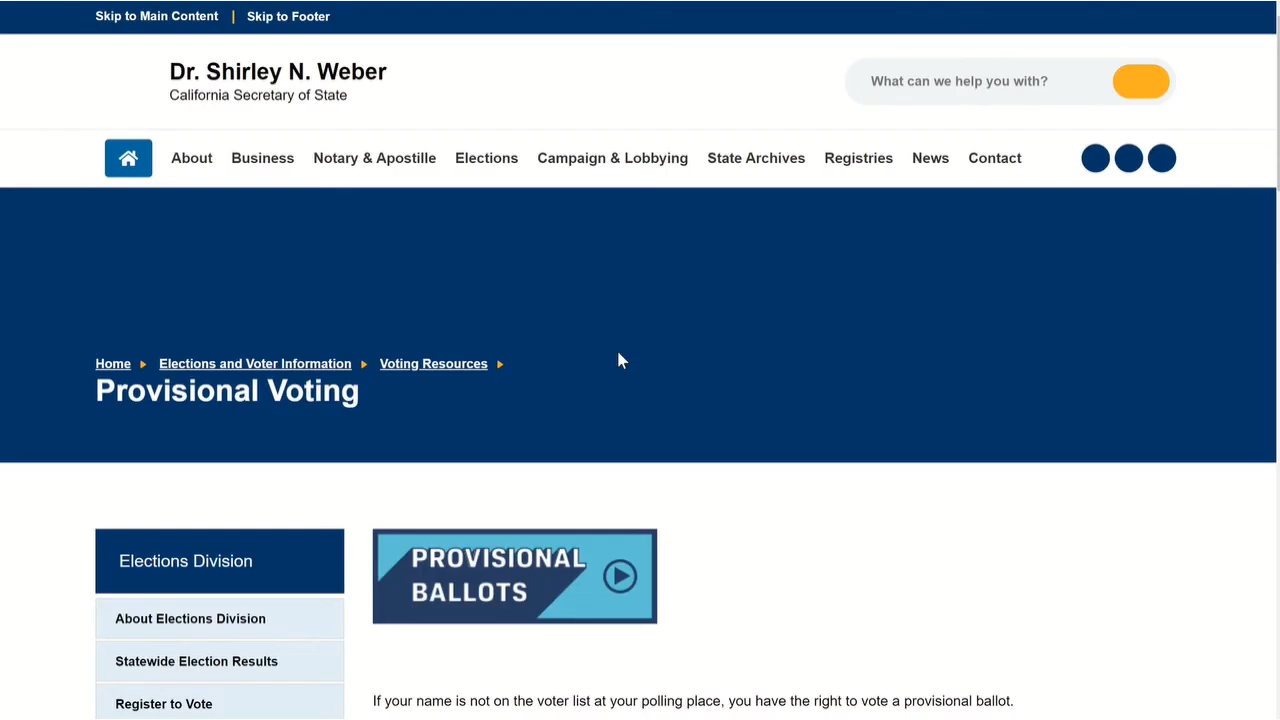 Skip to Main Content | Skip to Footer
Dr. Shirley N. Weber
California Secretary of State
What can we help you with?
About Business Notary & Apostille Elections Campaign & Lobbying State Archives Registries News Contact
Home Elections and Voter Information Voting Resources
Provisional Voting
Elections Division
About Elections Division
Statewide Election Results
Register to Vote
PROVISIONAL
BALLOTS
If your name is not on the voter list at your polling place, you have the right to vote a provisional ballot.